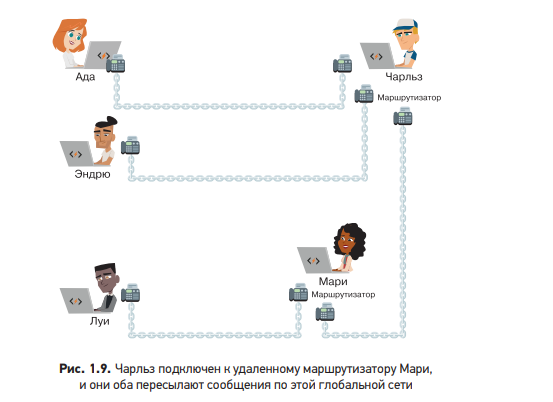 Ада
Чарльз
Маршрутизатор
Эндрю
Мари
Маршрутизатор
Луи
Рис. 1.9. Чарльз подключен к удаленному маршрутизатору Мари,
и они оба пересылают сообщения по этой глобальной сети